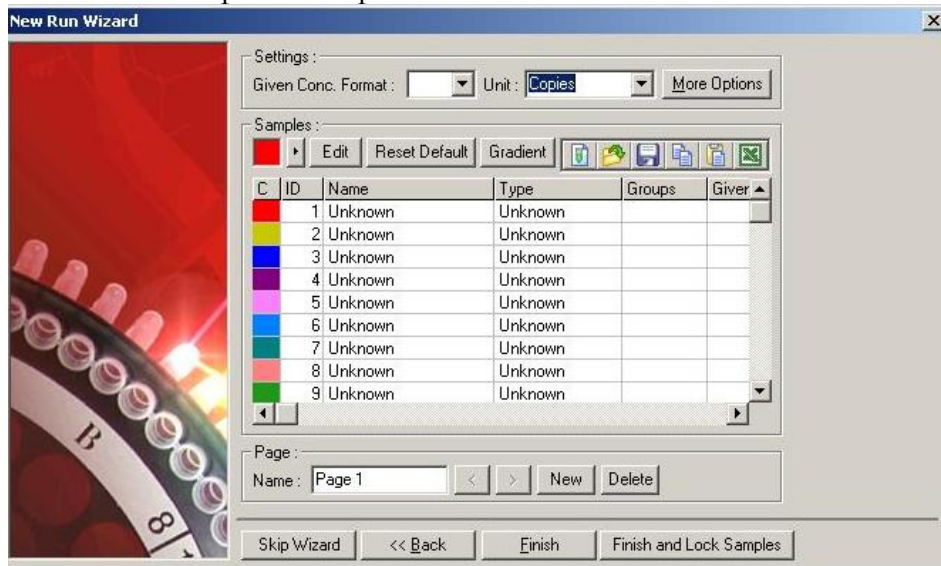 New Run Wizard
Settings :
Given Conc. Format : Unit : Copies More Options
Samples :
Edit Reset Default Gradient
C ID Name Type Groups Giver
1 Unknown Unknown
2 Unknown Unknown
3 Unknown Unknown
4 Unknown Unknown
5 Unknown Unknown
6 Unknown Unknown
7 Unknown Unknown
8 Unknown Unknown
9 Unknown Unknown
Page :
Name : Page 1 < > New Delete
Skip Wizard << Back Finish Finish and Lock Samples
B
8